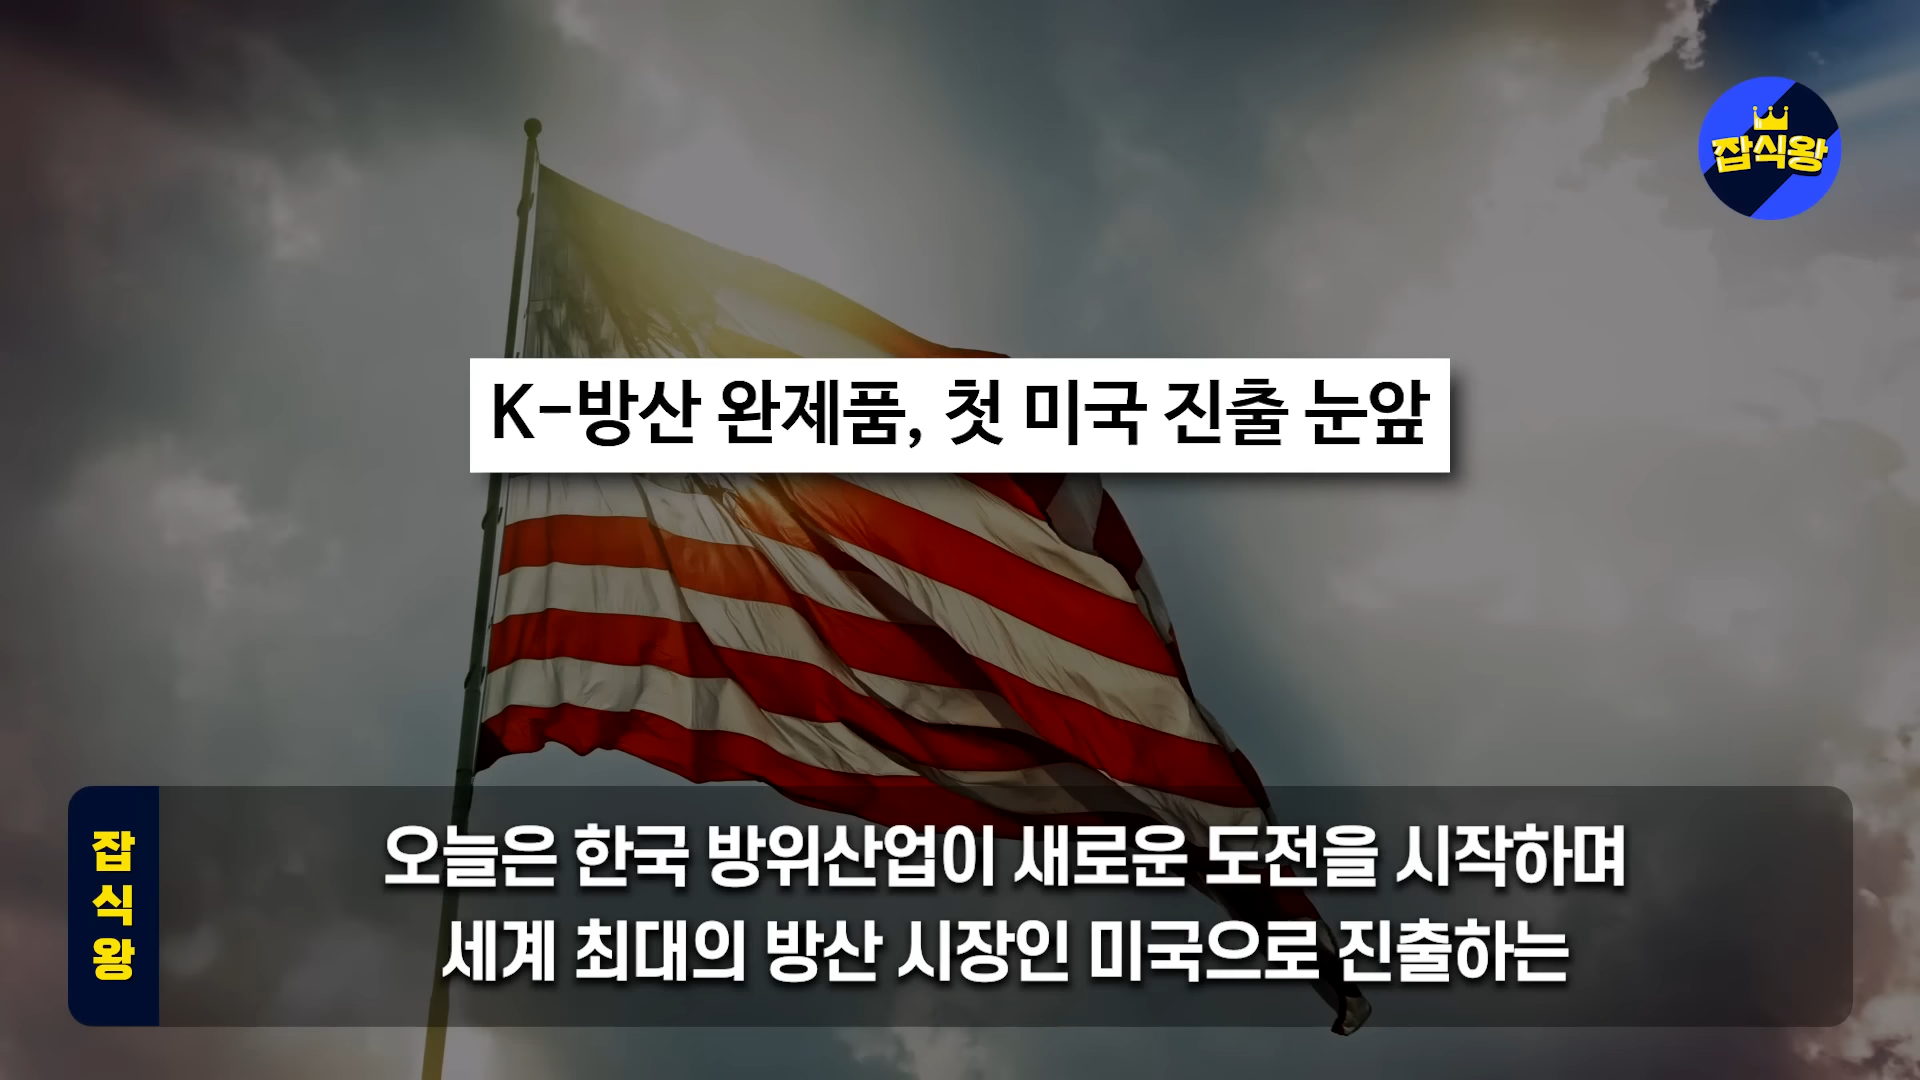 잡식왕
K-방산 완제품, 첫 미국 진출 눈앞
잡식왕
오늘은 한국 방위산업이 새로운 도전을 시작하며
세계 최대의 방산 시장인 미국으로 진출하는